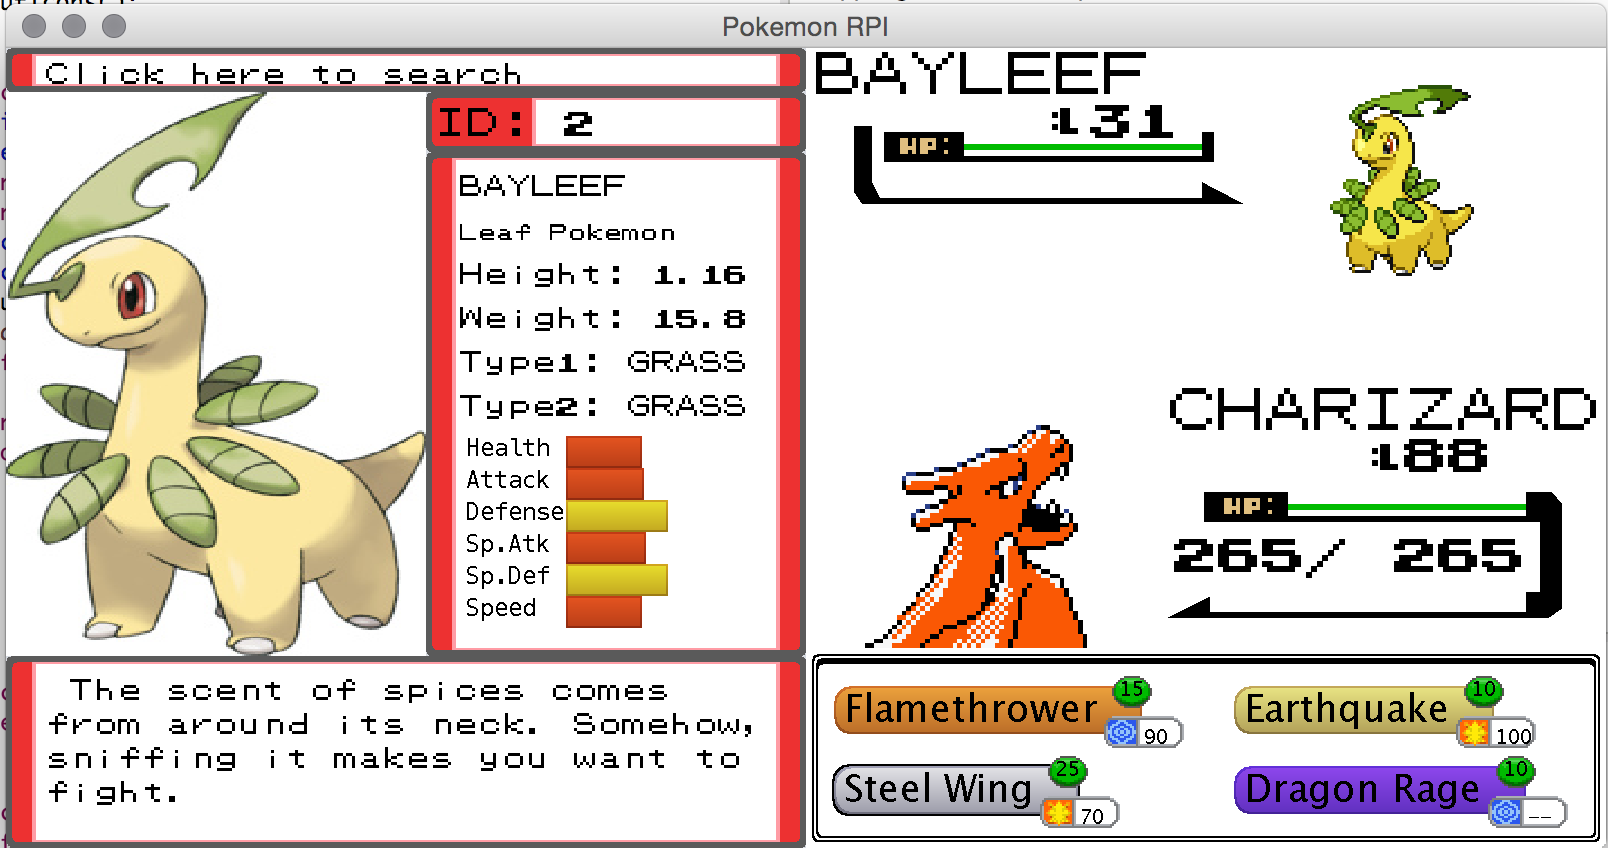 Pokemon RPI
Click here to search
ID: 2
BAYLEEF
Leaf Pokemon
Height: 1.16
Weight: 15.8
Type1: GRASS
Type2: GRASS
Health
Attack
Defense
Sp.Atk
Sp.Def
Speed
The scent of spices comes
from around its neck. Somehow,
sniffing it makes you want to
fight.
BAYLEEF
:L31
HP:
CHARIZARD
:L88
HP:
265/ 265
Flamethrower 15
90
Earthquake 10
100
Steel Wing 25
70
Dragon Rage 10
--